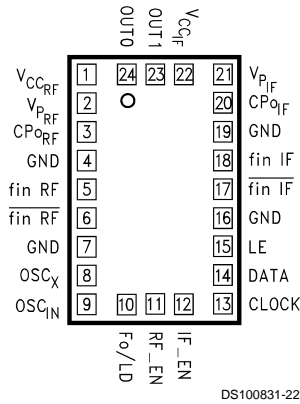 OUT0 OUT1 VCCIF
VCCRF 1 24 23 22 21 VPIF
VPRF 2 20 CPoIF
CPoRF 3 19 GND
GND 4 18 fin IF
fin RF 5 17 fin IF
fin RF 6 16 GND
GND 7 15 LE
OSCX 8 14 DATA
OSCIN 9 10 11 12 13 CLOCK
Fo/LD RF_EN IF_EN
DS100831-22